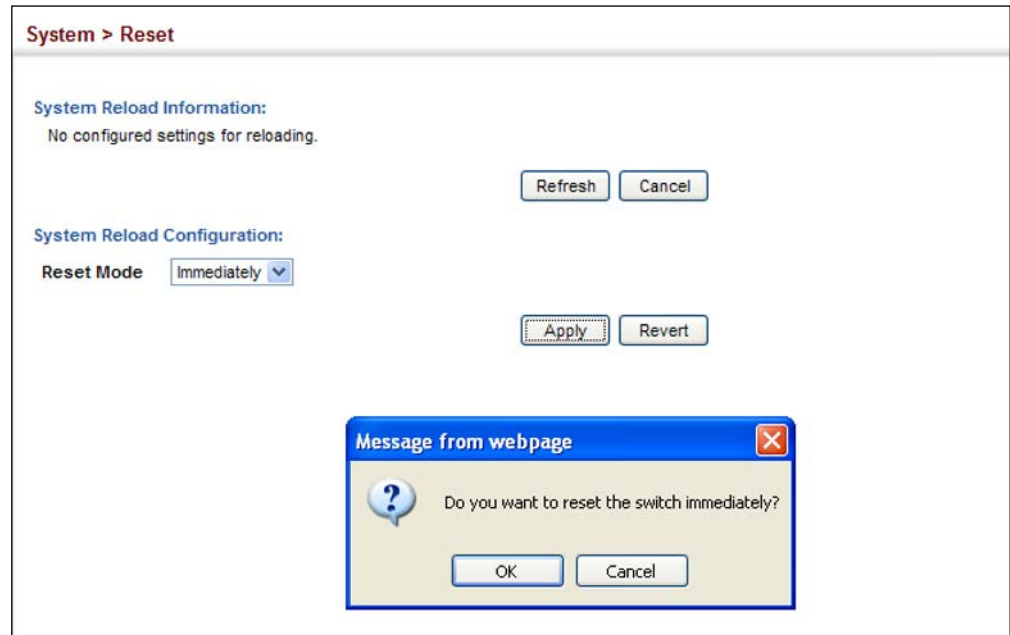 System > Reset
System Reload Information:
No configured settings for reloading.
Refresh Cancel
System Reload Configuration:
Reset Mode Immediately
Apply Revert
Message from webpage
Do you want to reset the switch immediately?
OK Cancel